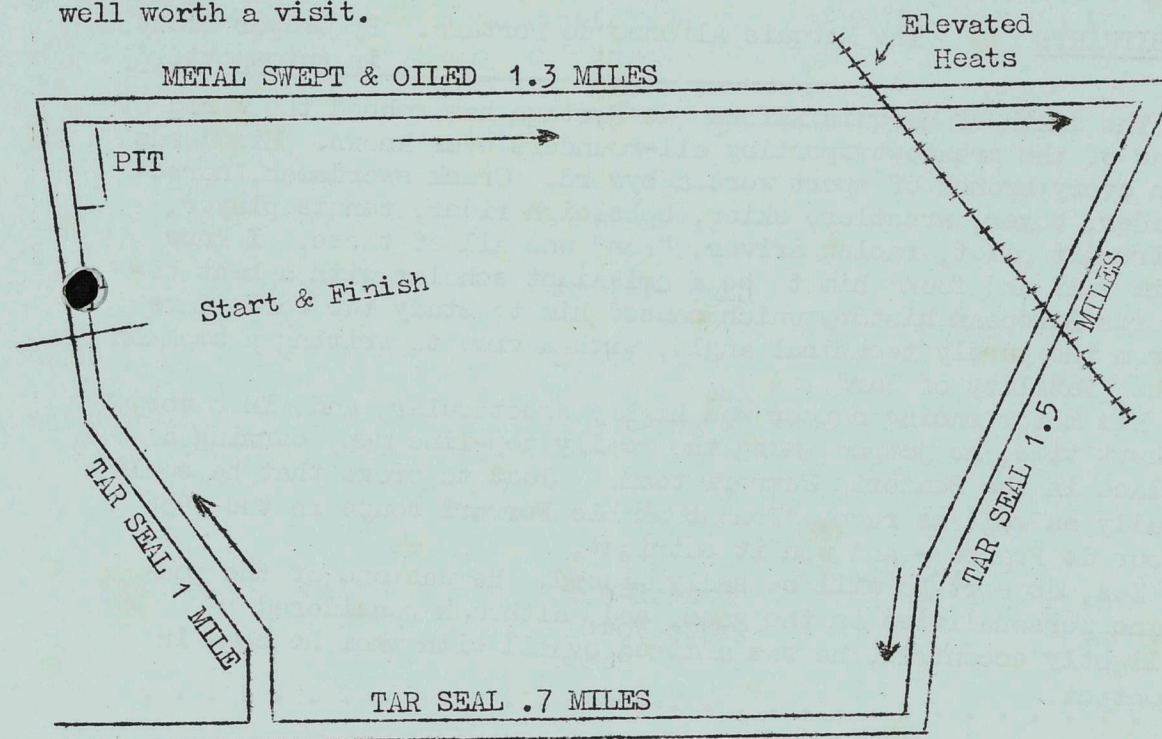 well worth a visit.
Elevated
Heats
METAL SWEPT & OILED 1.3 MILES
PIT
Start & Finish
TAR SEAL 1.5 MILES
TAR SEAL 1 MILE
TAR SEAL .7 MILES